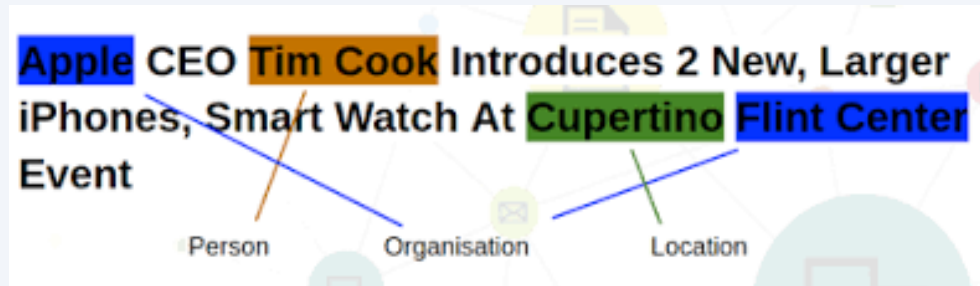 Apple CEO Tim Cook Introduces 2 New, Larger
iPhones, Smart Watch At Cupertino Flint Center
Event
Person Organisation Location